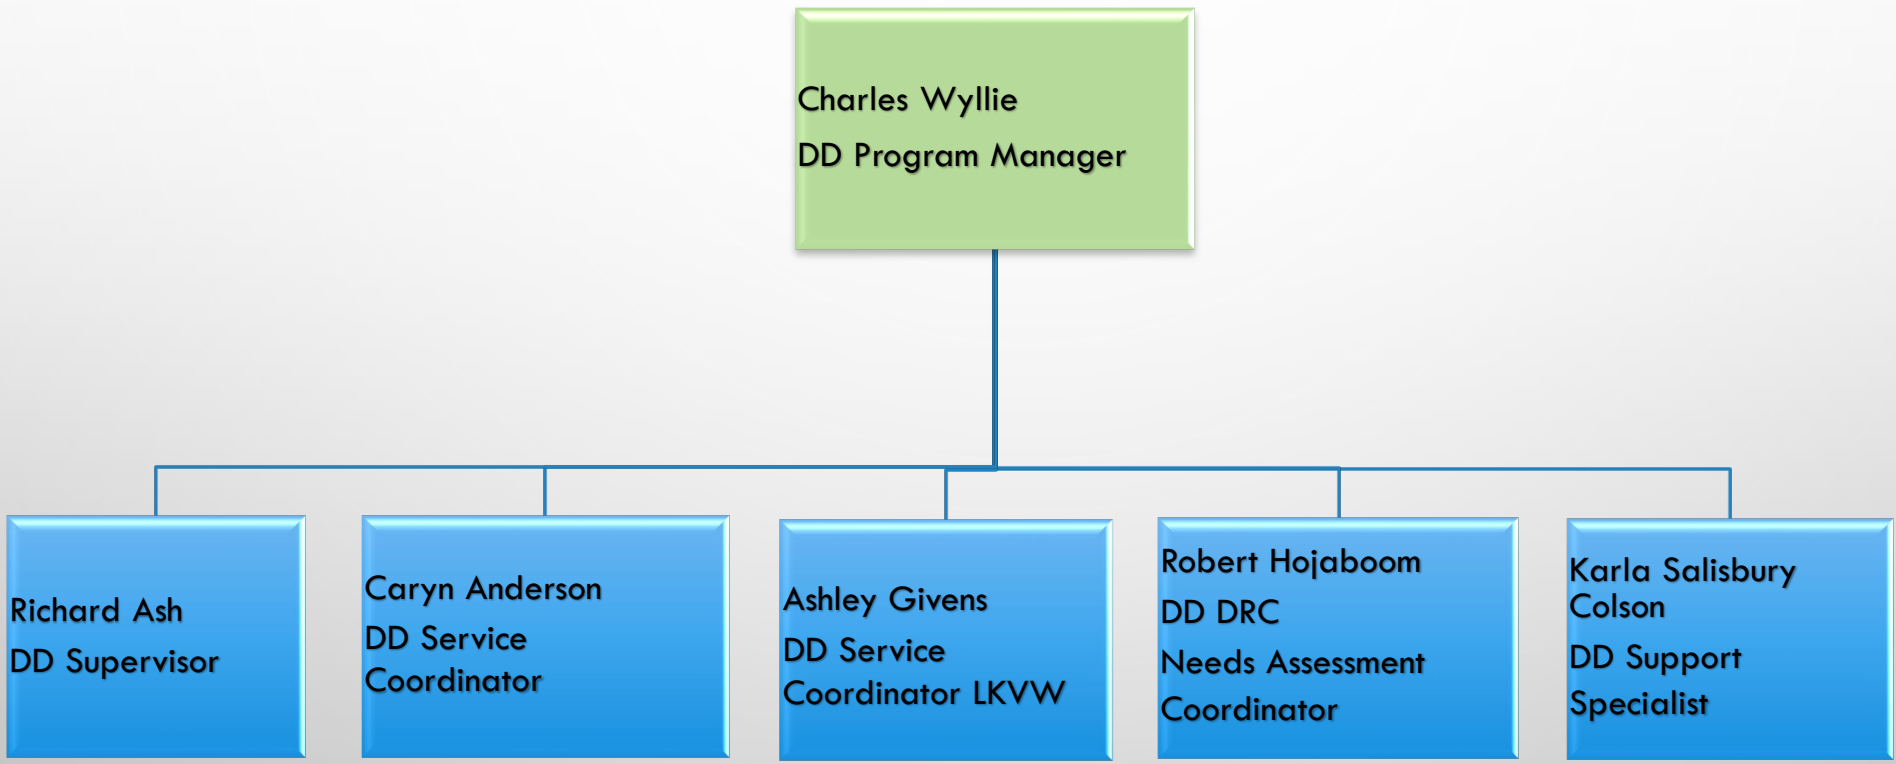 Charles Wyllie
DD Program Manager
Richard Ash
DD Supervisor
Caryn Anderson
DD Service
Coordinator
Ashley Givens
DD Service
Coordinator LKVW
Robert Hojaboom
DD DRC
Needs Assessment
Coordinator
Karla Salisbury
Colson
DD Support
Specialist